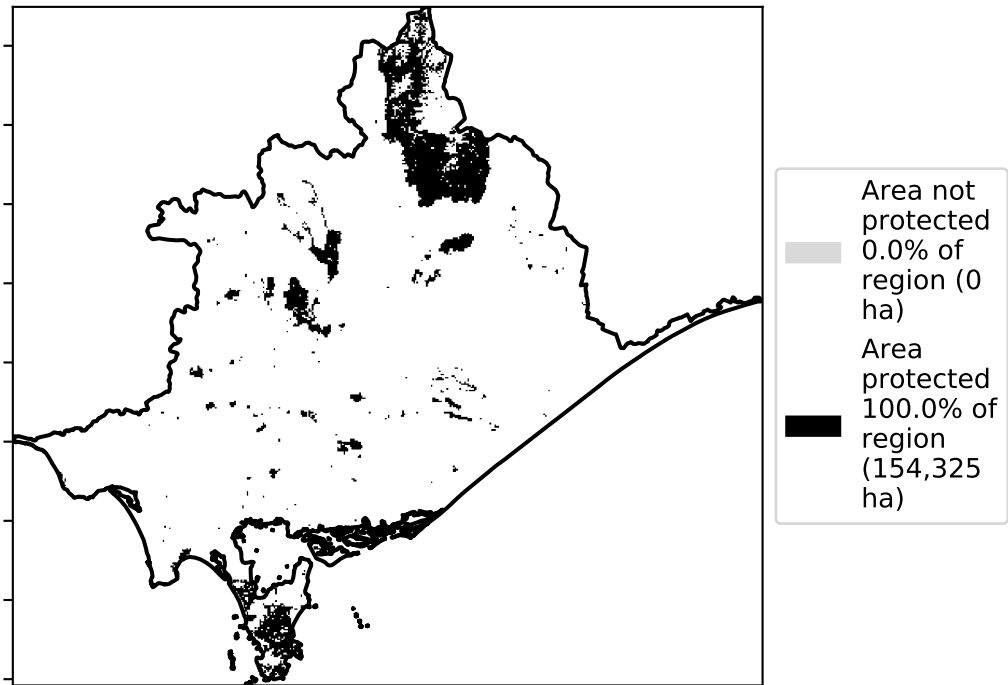 Area not
protected
0.0% of
region (0
ha)
Area
protected
100.0% of
region
(154,325
ha)